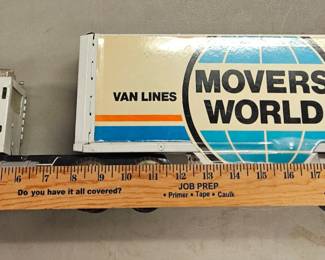 VAN LINES
MOVERS
WORLD
6 7 8 9 10 11 12 13 14 15 16 17
Do you have it all covered?
JOB PREP
• Primer • Tape • Caulk